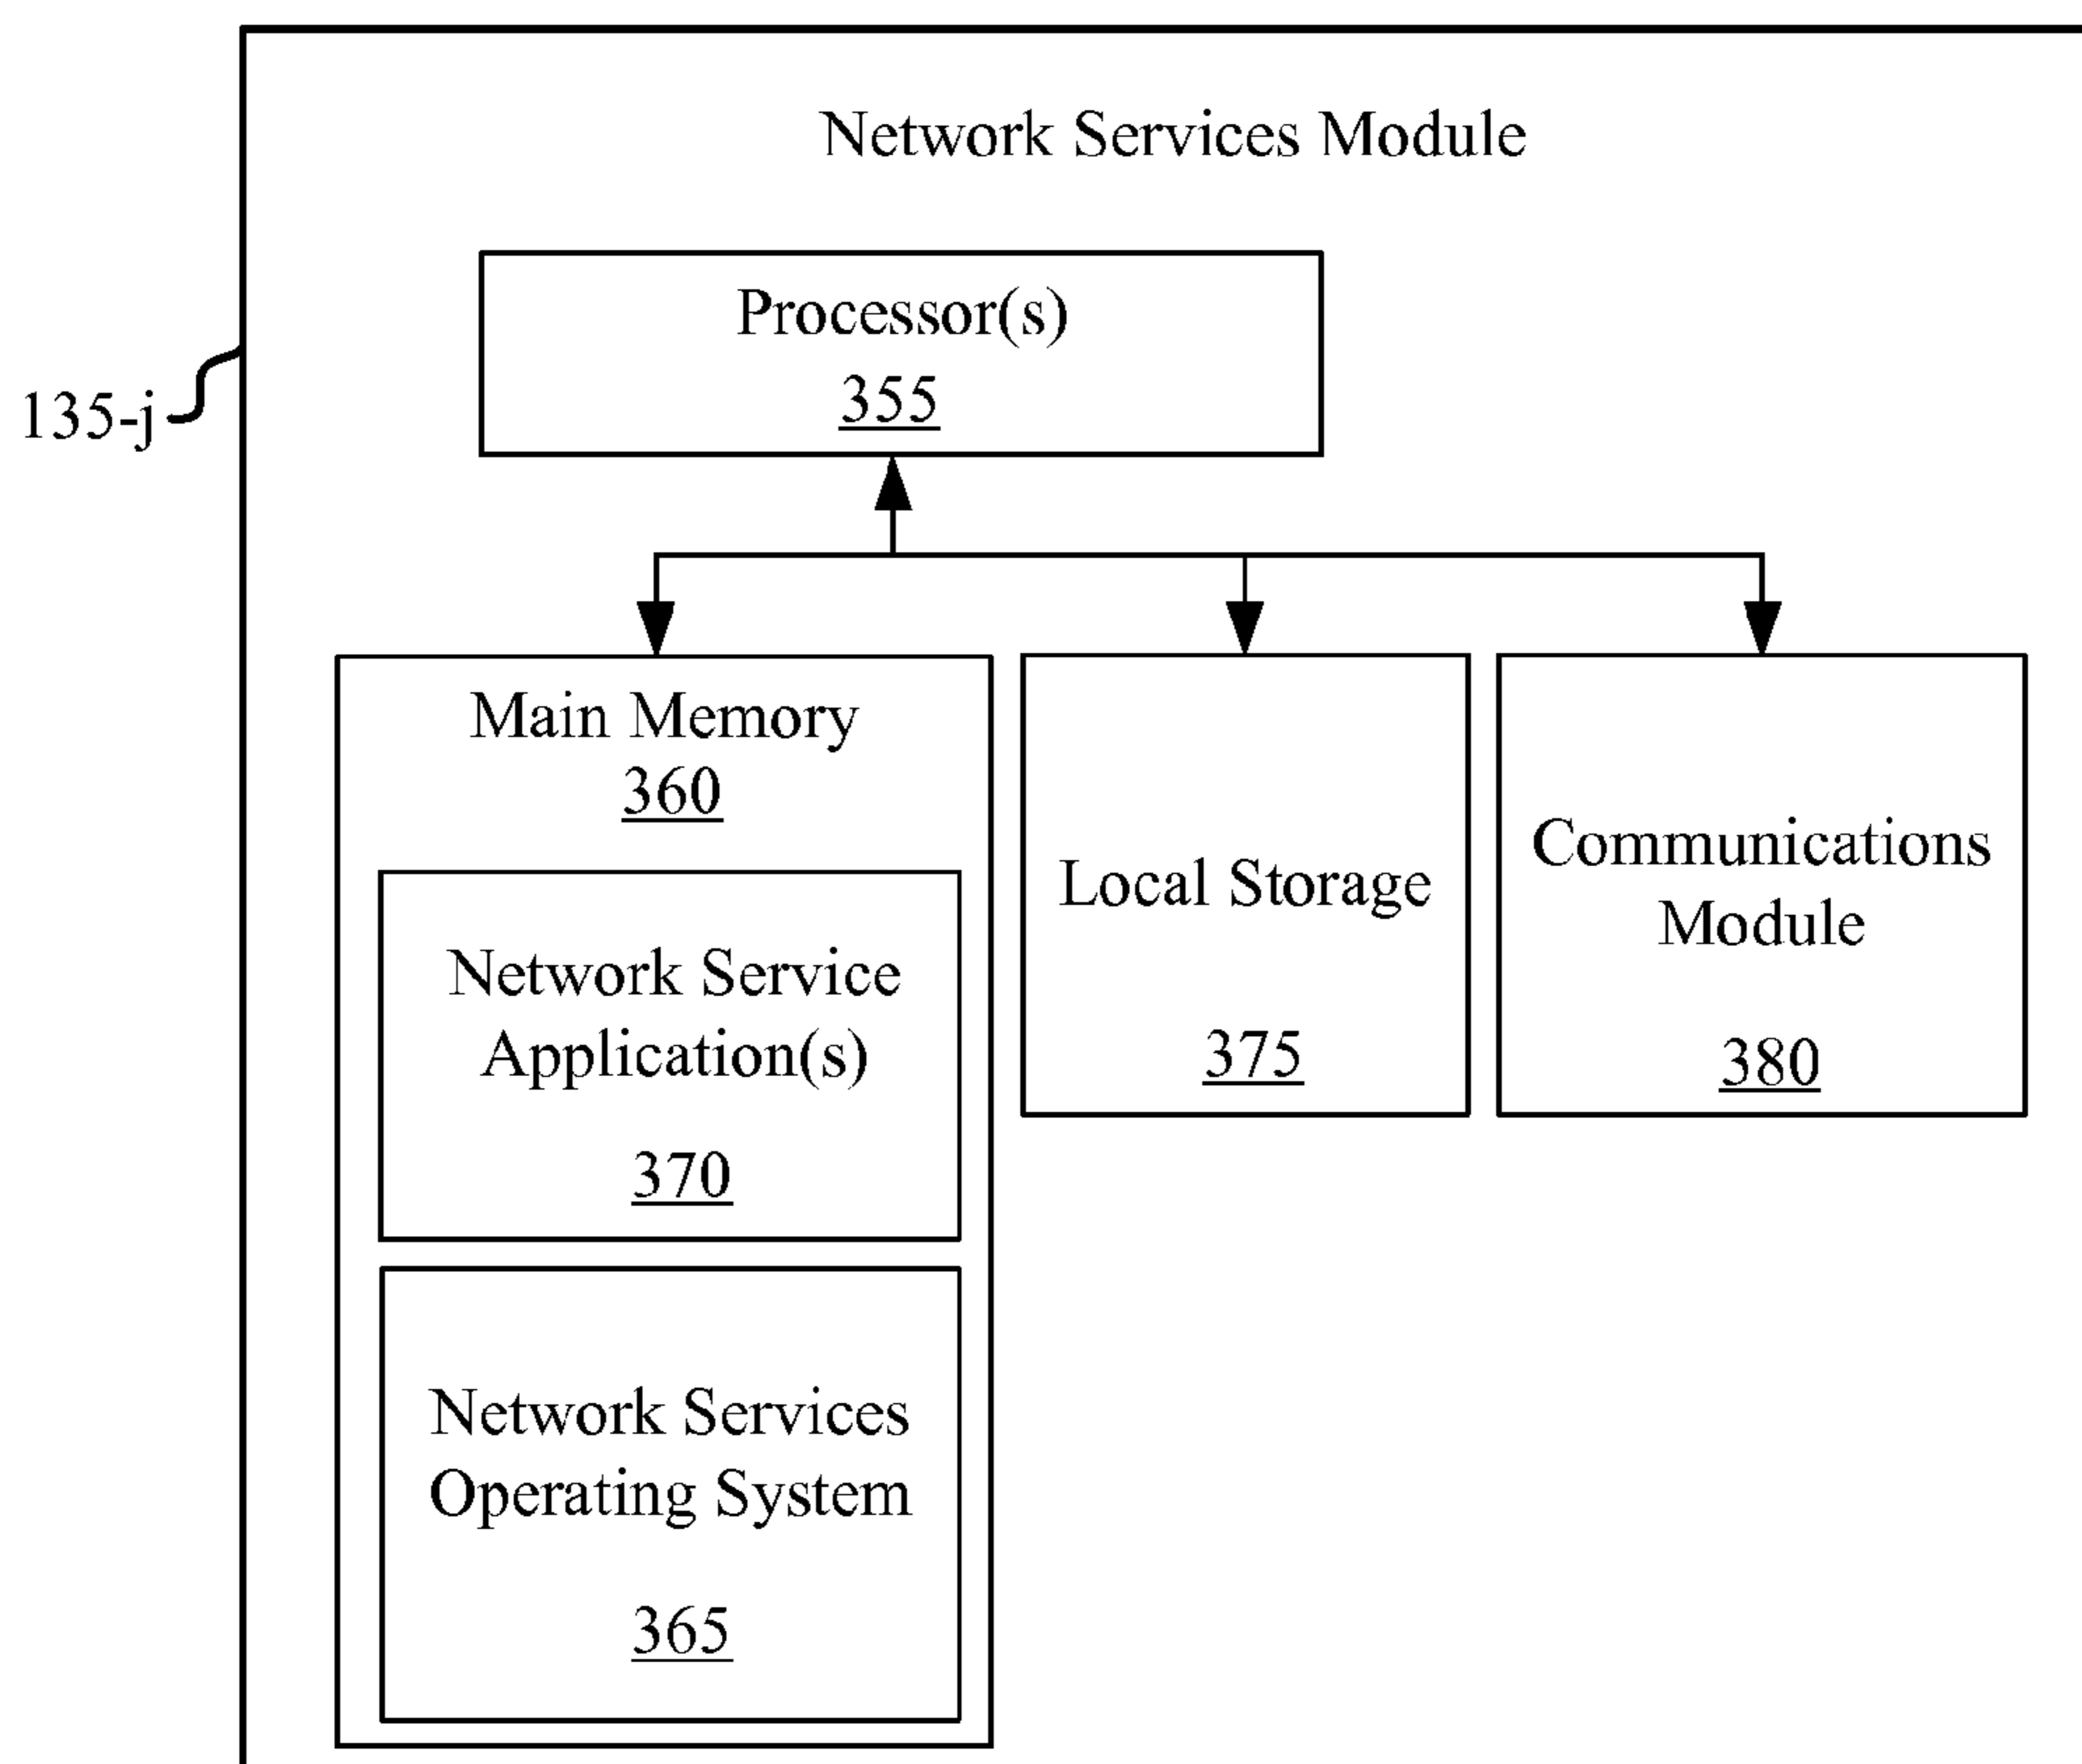 Network Services Module
Processor(s)
355
135-j
Main Memory
360
Network Service
Application(s)
370
Network Services
Operating System
365
Local Storage
375
Communications
Module
380